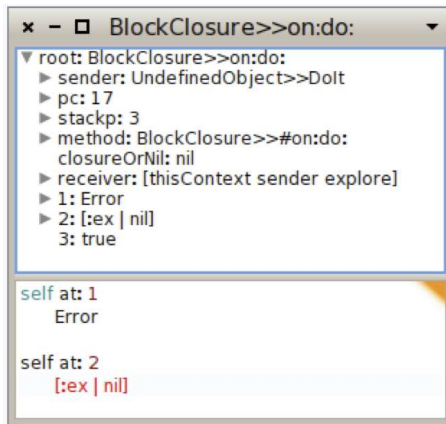 BlockClosure>>on:do:
root: BlockClosure>>on:do:
sender: UndefinedObject>>DoIt
pc: 17
stackp: 3
method: BlockClosure>>#on:do:
closureOrNil: nil
receiver: [thisContext sender explore]
1: Error
2: [:ex | nil]
3: true
self at: 1
Error
self at: 2
[:ex | nil]